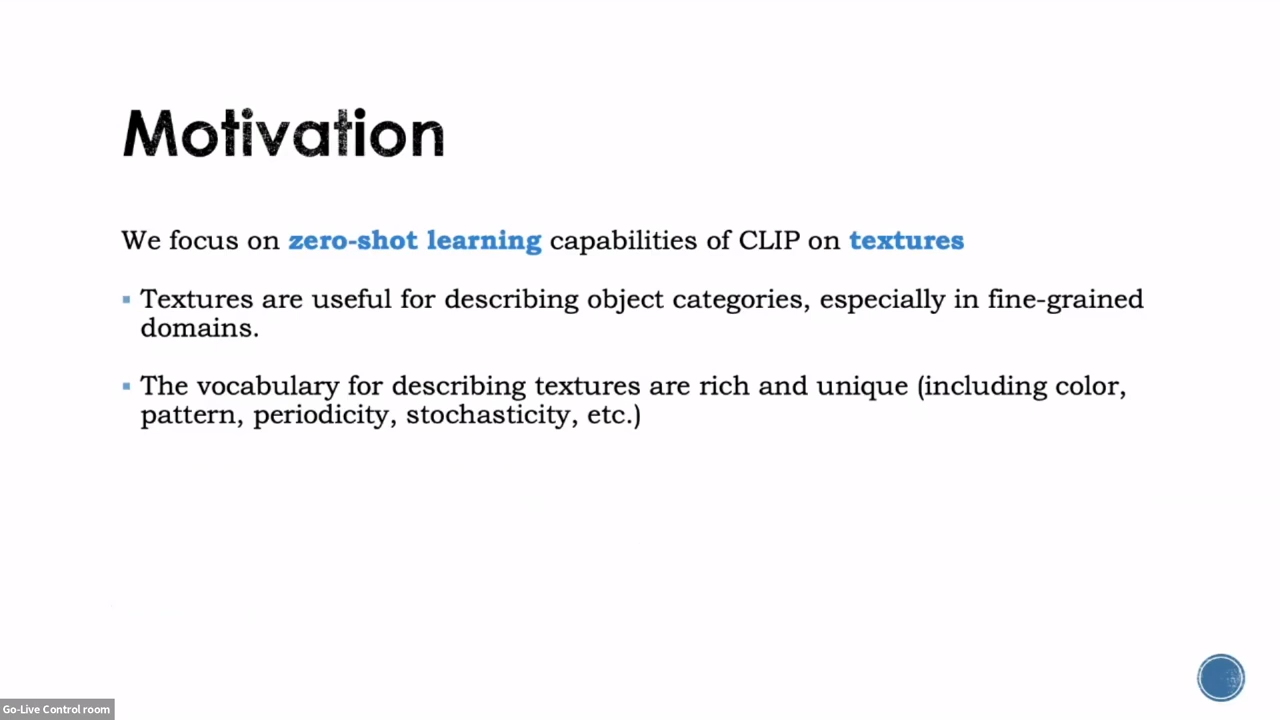 Motivation
We focus on zero-shot learning capabilities of CLIP on textures
Textures are useful for describing object categories, especially in fine-grained
domains.
The vocabulary for describing textures are rich and unique (including color,
pattern, periodicity, stochasticity, etc.)
Go-Live Control room